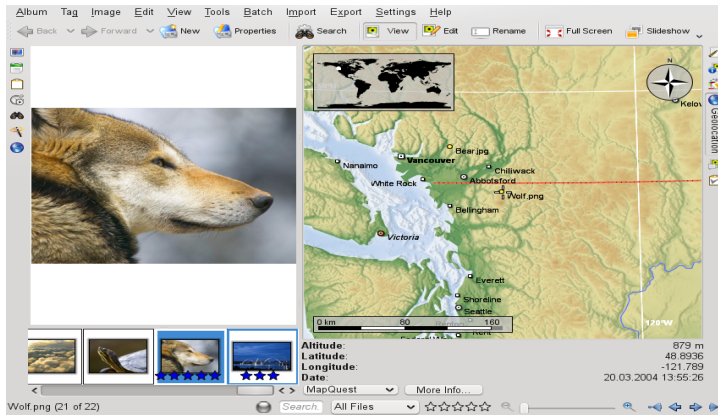 Album Tag Image Edit View Tools Batch Import Export Settings Help
Back Forward New Properties Search View Edit Rename Full Screen Slideshow
N
Kelov
Geolocation
Bear.jpg
Vancouver
Nanaimo
Chilliwack
Abbotsford
White Rock
Wolf.png
Bellingham
Victoria
Everett
Shoreline
Seattle
0 km 80 160
120°W
Kent
Altitude: 879 m
Latitude: 48.8936
Longitude: -121.789
Date: 20.03.2004 13:55:26
MapQuest More Info...
Wolf.png (21 of 22) Search. All Files